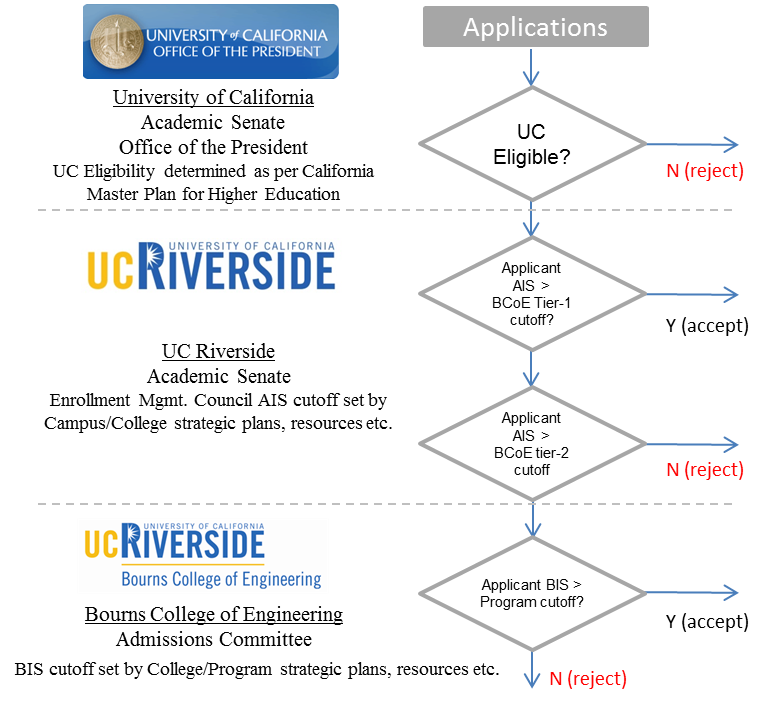 UNIVERSITY of CALIFORNIA
OFFICE OF THE PRESIDENT
University of California
Academic Senate
Office of the President
UC Eligibility determined as per California
Master Plan for Higher Education
Applications
UC
Eligible?
N (reject)
UNIVERSITY OF CALIFORNIA
UCRIVERSIDE
UC Riverside
Academic Senate
Enrollment Mgmt. Council AIS cutoff set by
Campus/College strategic plans, resources etc.
Applicant
AIS >
BCoE Tier-1
cutoff?
Y (accept)
Applicant
AIS >
BCoE tier-2
cutoff
N (reject)
UNIVERSITY OF CALIFORNIA
UCRIVERSIDE
Bourns College of Engineering
Bourns College of Engineering
Admissions Committee
BIS cutoff set by College/Program strategic plans, resources etc.
Applicant BIS >
Program cutoff?
Y (accept)
N (reject)